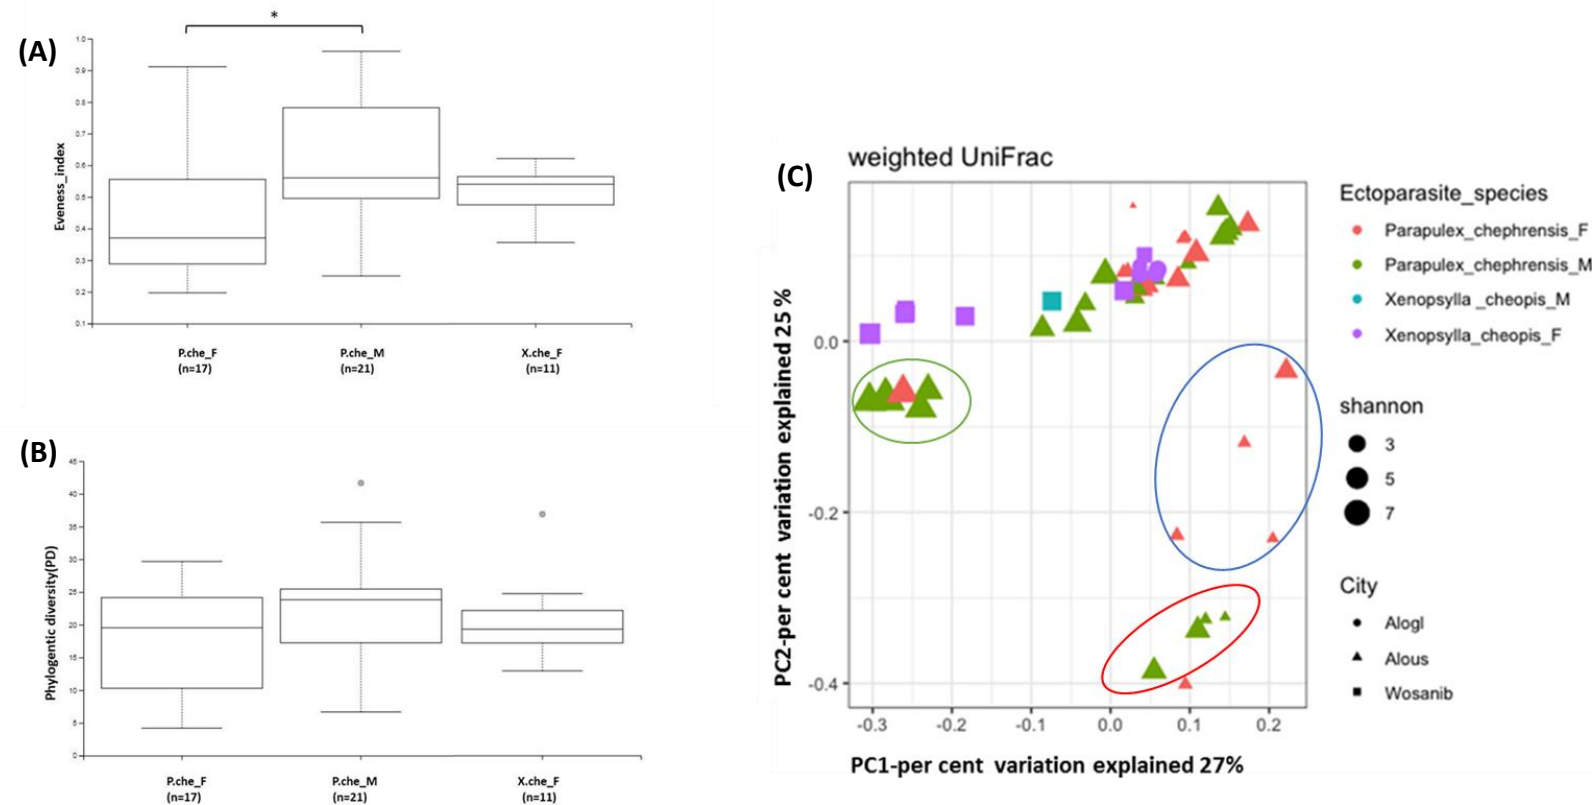 (A)
*
Eveness_index
1.0
0.9
0.8
0.7
0.6
0.5
0.4
0.3
0.2
0.1
P.che_F
(n=17)
P.che_M
(n=21)
X.che_F
(n=11)
(B)
Phylogentic diversity(PD)
45
40
35
30
25
20
15
10
5
0
P.che_F
(n=17)
P.che_M
(n=21)
X.che_F
(n=11)
(C)
weighted UniFrac
PC2-per cent variation explained 25 %
0.0
-0.2
-0.4
-0.3
-0.2
-0.1
0.0
0.1
0.2
PC1-per cent variation explained 27%
Ectoparasite_species
Parapulex_chephrensis_F
Parapulex_chephrensis_M
Xenopsylla _cheopis_M
Xenopsylla_cheopis_F
shannon
3
5
7
City
Alogl
Alous
Wosanib